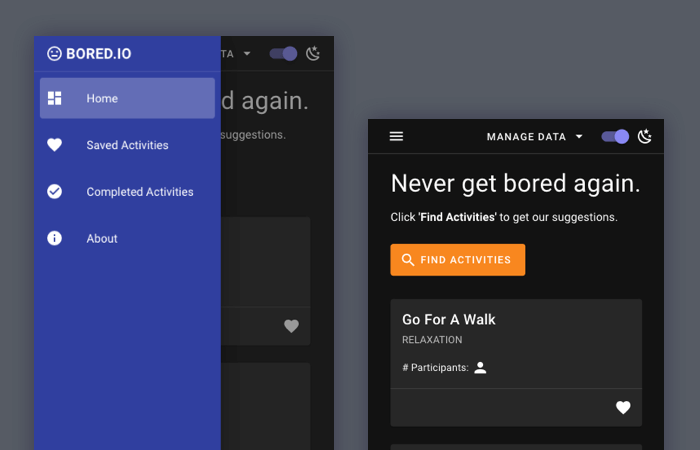 BORED.IO
Home
Saved Activities
Completed Activities
About
TA
d again.
suggestions.
MANAGE DATA
Never get bored again.
Click 'Find Activities' to get our suggestions.
FIND ACTIVITIES
Go For A Walk
RELAXATION
# Participants: